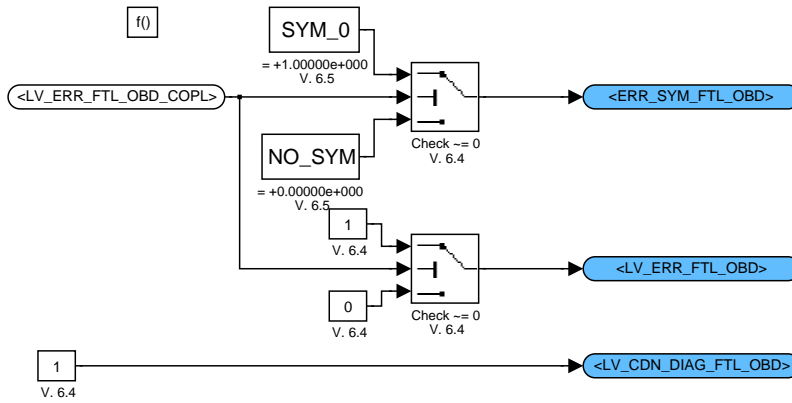 f()
SYM_0
= +1.00000e+000
V. 6.5
<LV_ERR_FTL_OBD_COPL>
<ERR_SYM_FTL_OBD>
Check ~= 0
V. 6.4
NO_SYM
= +0.00000e+000
V. 6.5
1
V. 6.4
<LV_ERR_FTL_OBD>
0
V. 6.4
Check ~= 0
V. 6.4
1
V. 6.4
<LV_CDN_DIAG_FTL_OBD>